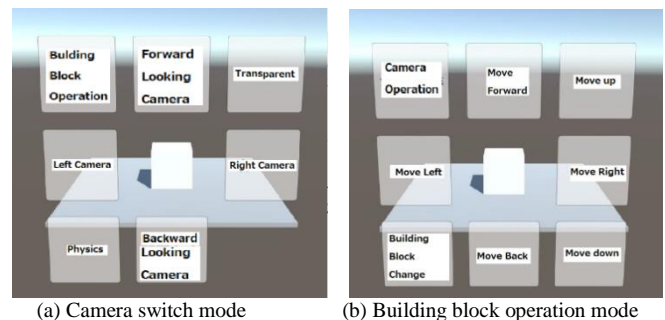 Bulding
Block
Operation
Forward
Looking
Camera
Transparent
Left Camera
Right Camera
Physics
Backward
Looking
Camera
(a) Camera switch mode
Camera
Operation
Move
Forward
Move up
Move Left
Move Right
Building
Block
Change
Move Back
Move down
(b) Building block operation mode